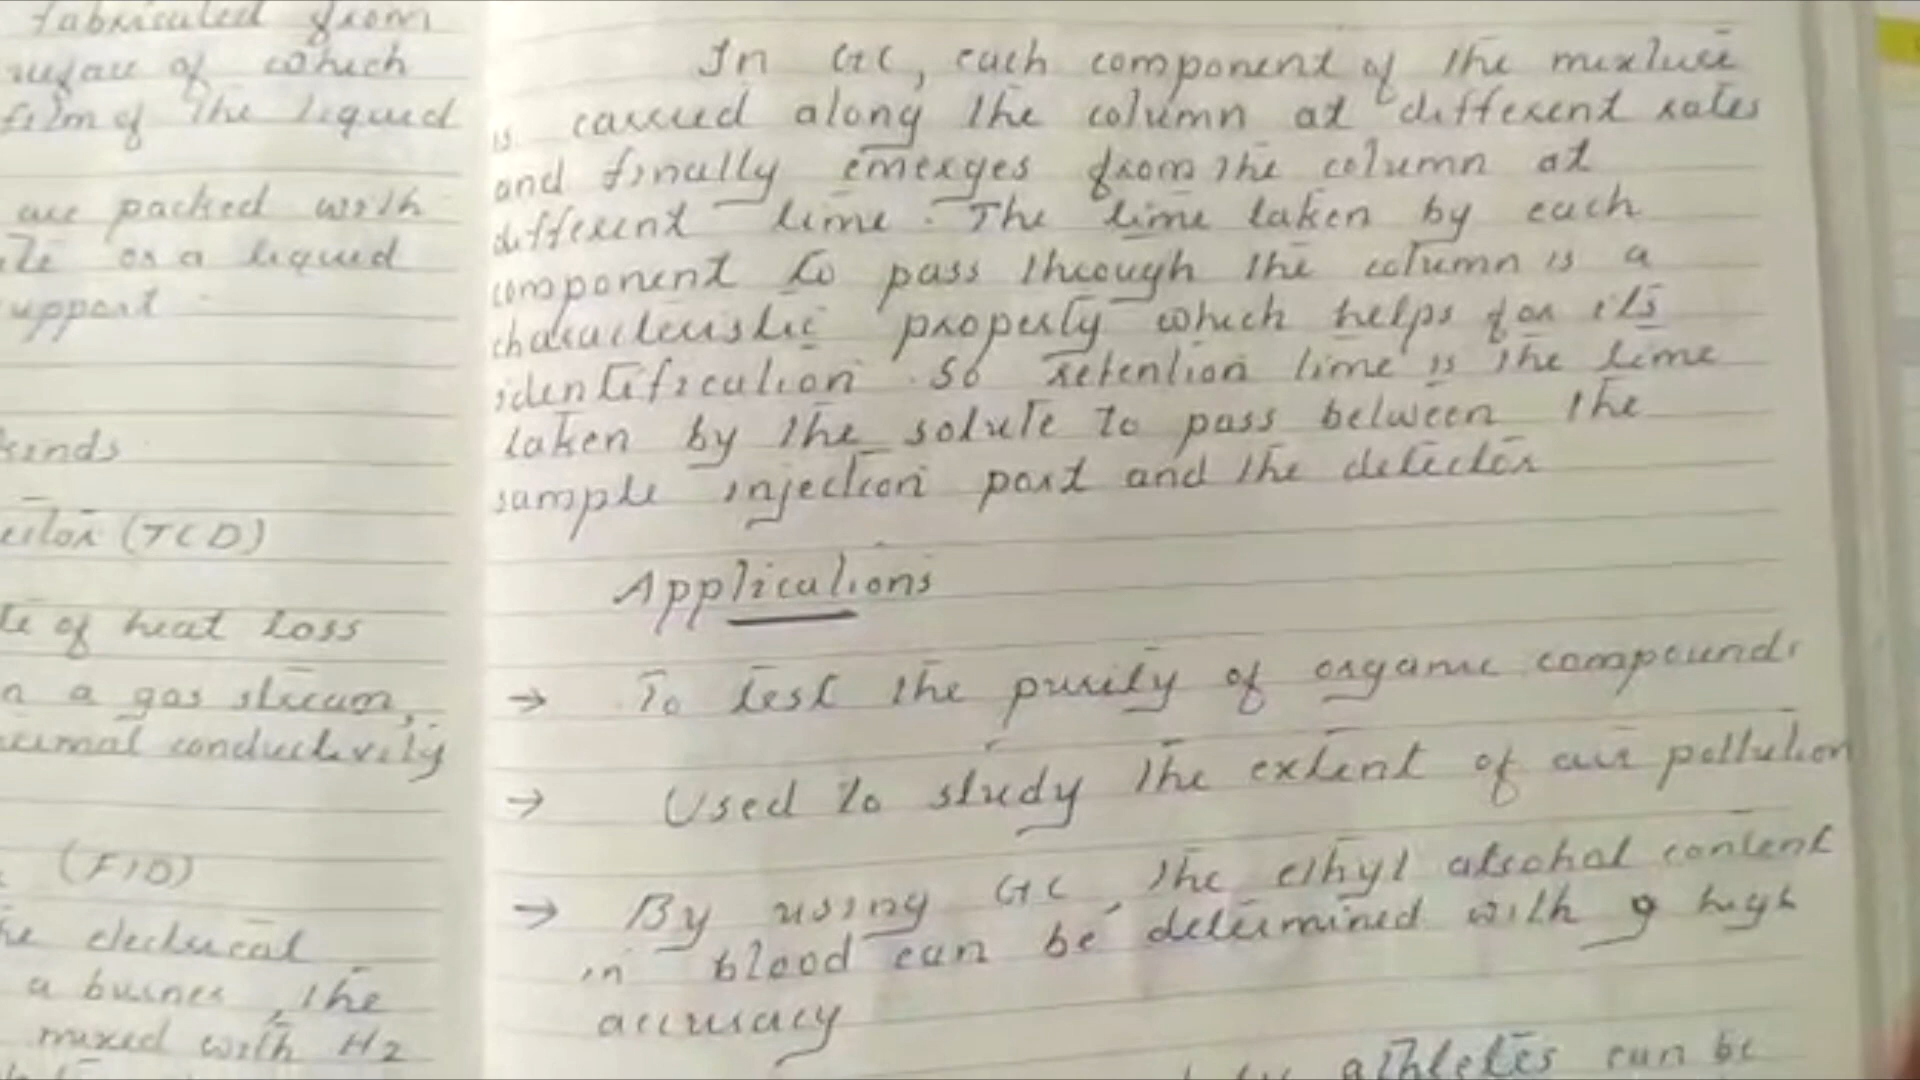 fabricated from
surface of which
film of the liquid
are packed with
or a liquid
support
kinds
(TCD)
of heat loss
a gas stream,
thermal conductivity
(FID)
electrical
a burner, the
mixed with H2
In GC, each component of the mixture
is carried along the column at different rates
and finally emerges from the column at
different time. The time taken by each
component to pass through the column is a
characteristic property which helps for its
identification. So retention time is the time
taken by the solute to pass between the
sample injection port and the detector
Applications
→ To test the purity of organic compounds
→ Used to study the extent of air pollution
→ By using GC, the ethyl alcohol content
in blood can be determined with g high
accuracy
athletes can be